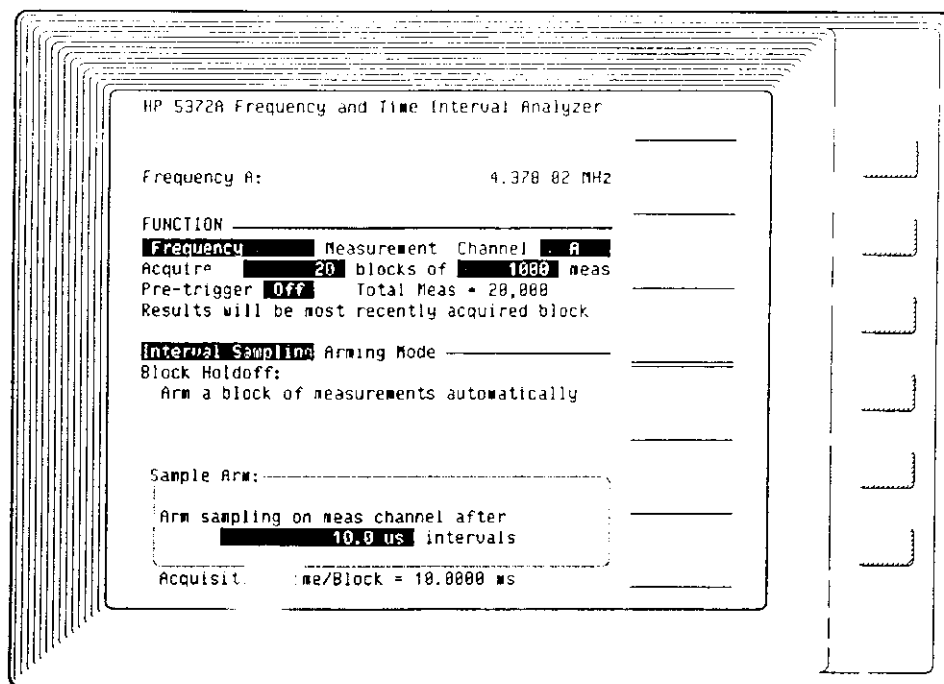 HP 5372A Frequency and Time Interval Analyzer
Frequency A: 4.378 02 MHz
FUNCTION
Frequency Measurement Channel A
Acquire 20 blocks of 1000 meas
Pre-trigger Off Total Meas = 20,000
Results will be most recently acquired block
Interval Sampling Arming Mode
Block Holdoff:
Arm a block of measurements automatically
Sample Arm:
Arm sampling on meas channel after
10.0 us intervals
Acquisit me/Block = 10.0000 ms